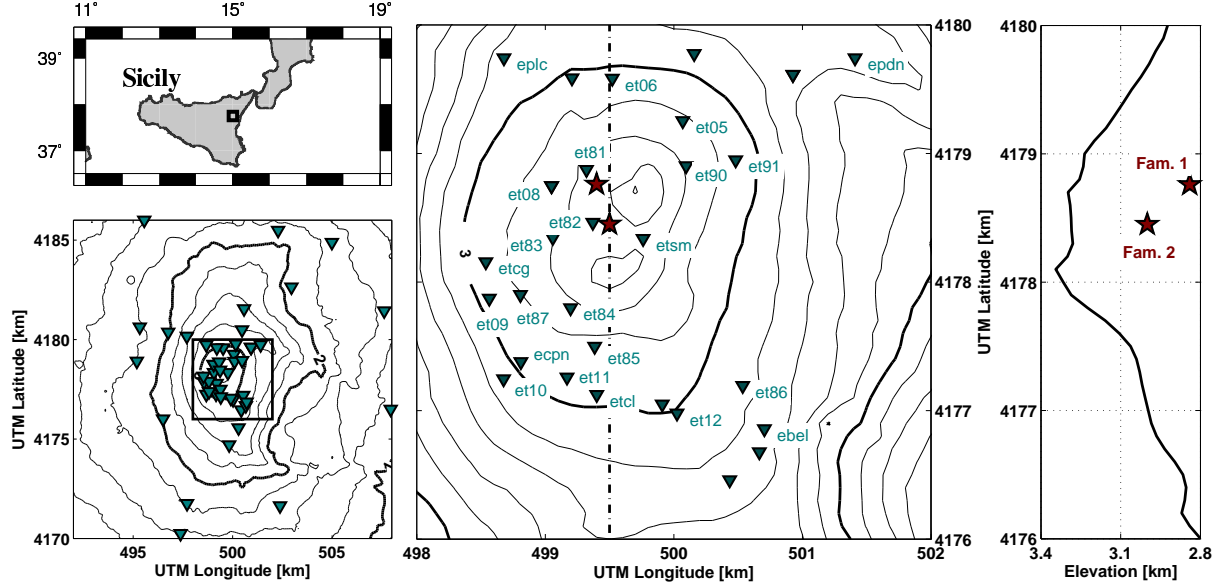 11° 15° 19°
39°
37°
Sicily
4185
4180
4175
4170
495 500 505
UTM Longitude [km]
UTM Latitude [km]
2
4180
4179
4178
4177
4176
498 499 500 501 502
UTM Longitude [km]
3
eplc
epdn
et06
et05
et81
et91
et90
et08
et82
et83
etsm
etcg
et09
et87
et84
et85
ecpn
et11
et10
etcl
et86
et12
ebel
UTM Latitude [km]
4180
4179
4178
4177
4176
3.4 3.1 2.8
Elevation [km]
Fam. 1
Fam. 2